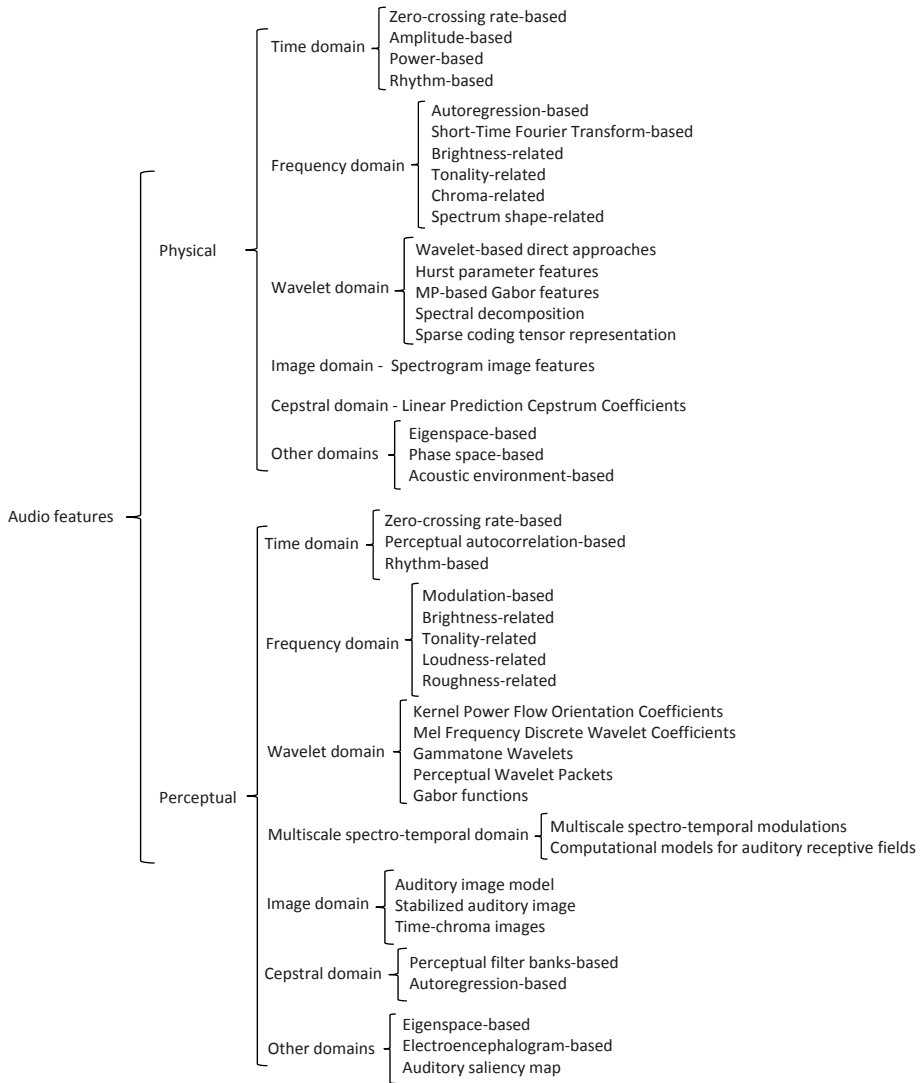 Audio features
Physical
Time domain
Zero-crossing rate-based
Amplitude-based
Power-based
Rhythm-based
Frequency domain
Autoregression-based
Short-Time Fourier Transform-based
Brightness-related
Tonality-related
Chroma-related
Spectrum shape-related
Wavelet domain
Wavelet-based direct approaches
Hurst parameter features
MP-based Gabor features
Spectral decomposition
Sparse coding tensor representation
Image domain - Spectrogram image features
Cepstral domain - Linear Prediction Cepstrum Coefficients
Other domains
Eigenspace-based
Phase space-based
Acoustic environment-based
Perceptual
Time domain
Zero-crossing rate-based
Perceptual autocorrelation-based
Rhythm-based
Frequency domain
Modulation-based
Brightness-related
Tonality-related
Loudness-related
Roughness-related
Wavelet domain
Kernel Power Flow Orientation Coefficients
Mel Frequency Discrete Wavelet Coefficients
Gammatone Wavelets
Perceptual Wavelet Packets
Gabor functions
Multiscale spectro-temporal domain
Multiscale spectro-temporal modulations
Computational models for auditory receptive fields
Image domain
Auditory image model
Stabilized auditory image
Time-chroma images
Cepstral domain
Perceptual filter banks-based
Autoregression-based
Other domains
Eigenspace-based
Electroencephalogram-based
Auditory saliency map